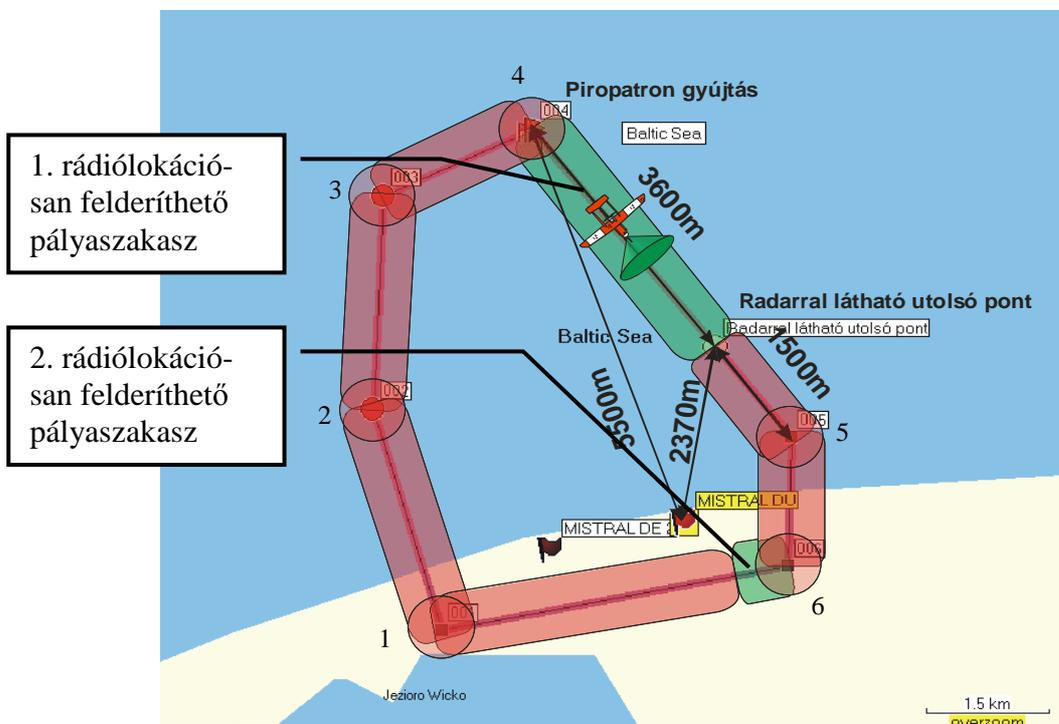 4
Piropatron gyújtás
004
Baltic Sea
1. rádiólokáció-
san felderíthető
pályaszakasz
3
003
3600m
Radarral látható utolsó pont
Radarral látható utolsó pont
Baltic Sea
1500m
2. rádiólokáció-
san felderíthető
pályaszakasz
5500m
2370m
002
2
005
5
MISTRAL DU
MISTRAL DE
006
6
001
1
Jezioro Wicko
1.5 km
overzoom